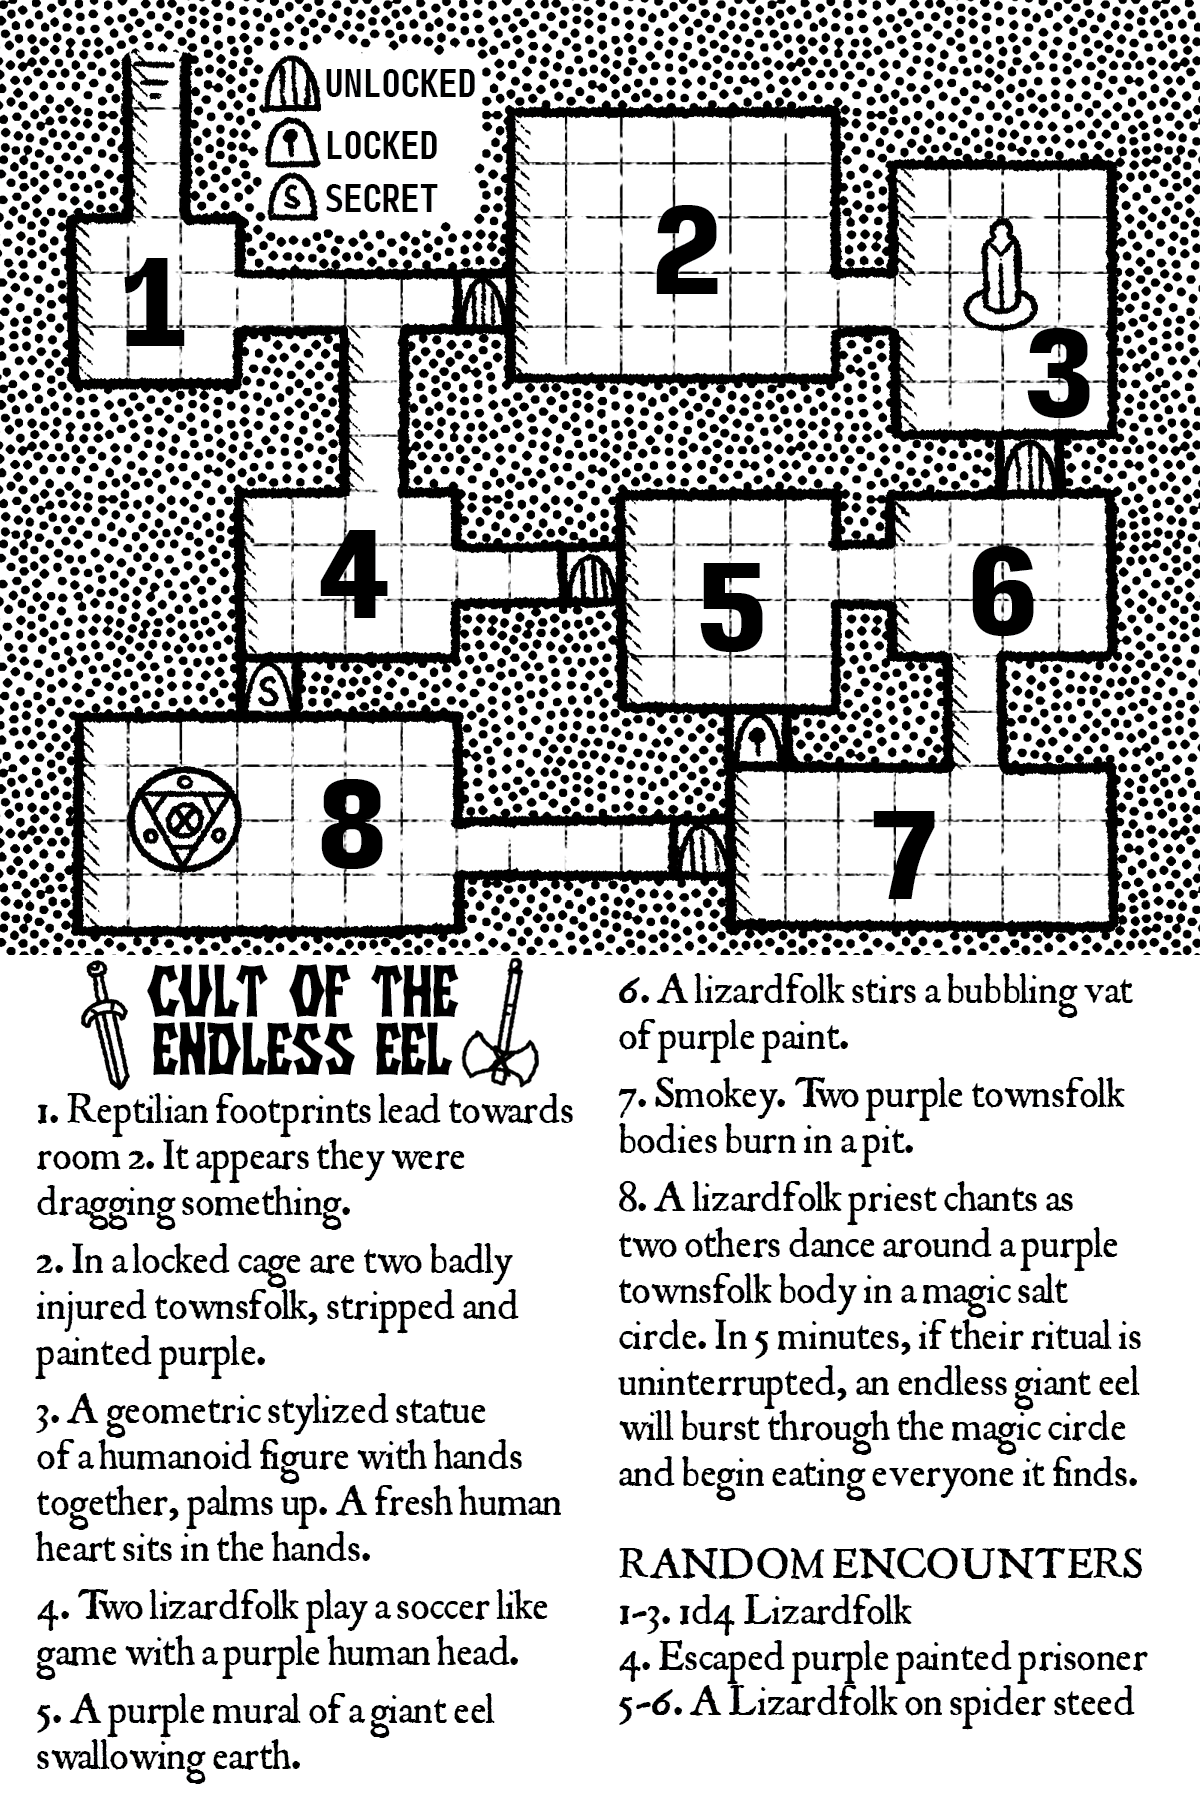 UNLOCKED
LOCKED
S SECRET
1
2
3
4
5
6
S
7
8
CULT OF THE
ENDLESS EEL
1. Reptilian footprints lead towards
room 2. It appears they were
dragging something.
2. In a locked cage are two badly
injured townsfolk, stripped and
painted purple.
3. A geometric stylized statue
of a humanoid figure with hands
together, palms up. A fresh human
heart sits in the hands.
4. Two lizardfolk play a soccer like
game with a purple human head.
5. A purple mural of a giant eel
swallowing earth.
6. A lizardfolk stirs a bubbling vat
of purple paint.
7. Smokey. Two purple townsfolk
bodies burn in a pit.
8. A lizardfolk priest chants as
two others dance around a purple
townsfolk body in a magic salt
circle. In 5 minutes, if their ritual is
uninterrupted, an endless giant eel
will burst through the magic circle
and begin eating everyone it finds.
RANDOM ENCOUNTERS
1-3. 1d4 Lizardfolk
4. Escaped purple painted prisoner
5-6. A Lizardfolk on spider steed